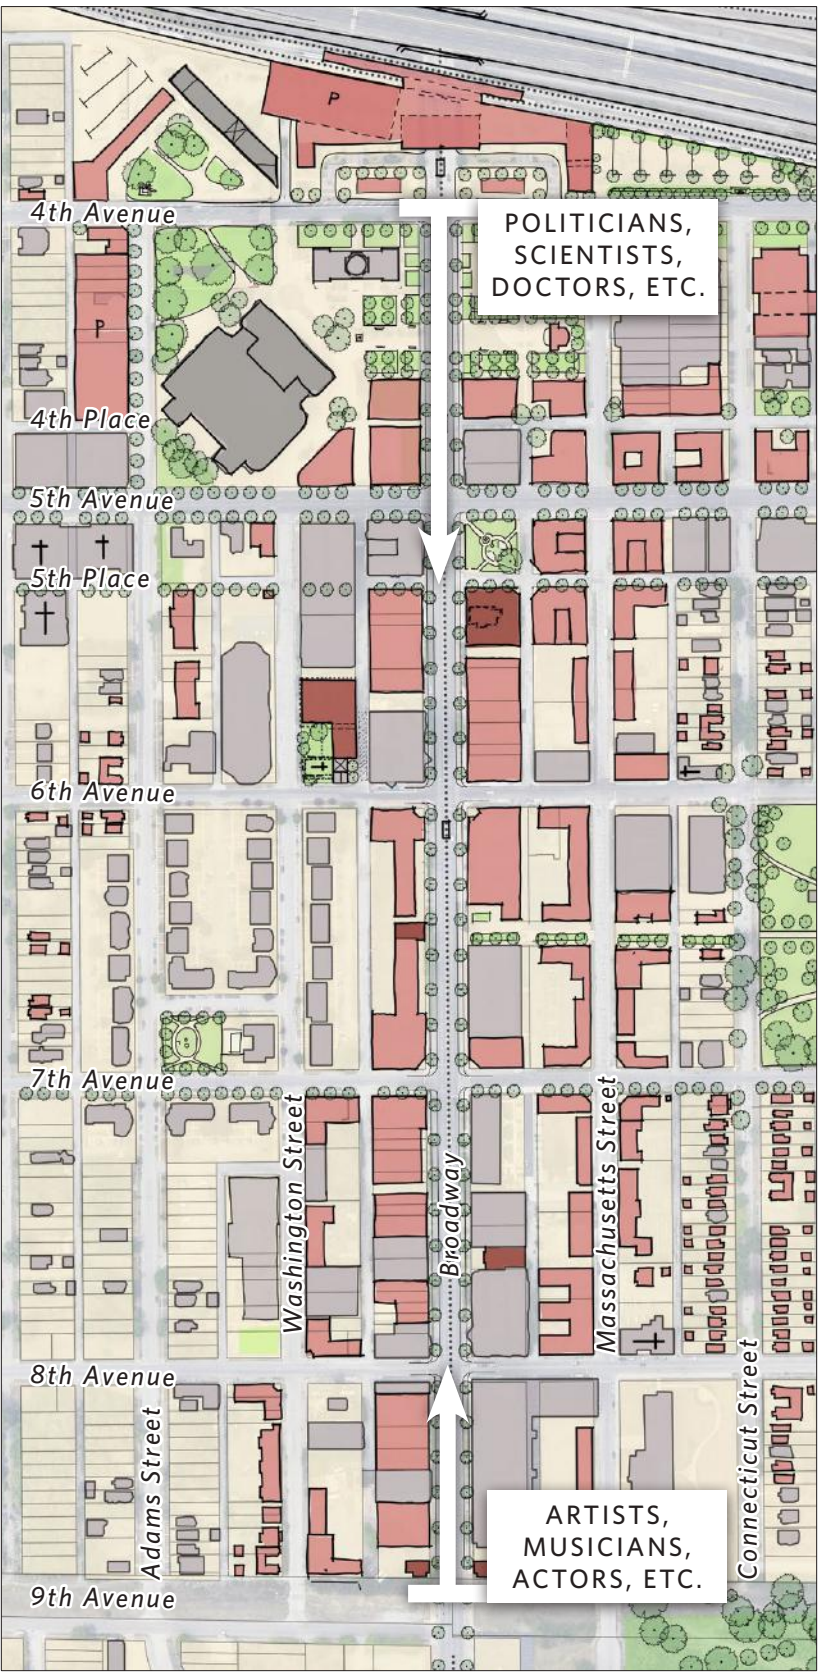 P
4th Avenue
POLITICIANS,
SCIENTISTS,
DOCTORS, ETC.
P
4th Place
5th Avenue
5th Place
6th Avenue
7th Avenue
Washington Street
Broadway
Massachusetts Street
8th Avenue
Adams Street
Connecticut Street
ARTISTS,
MUSICIANS,
ACTORS, ETC.
9th Avenue